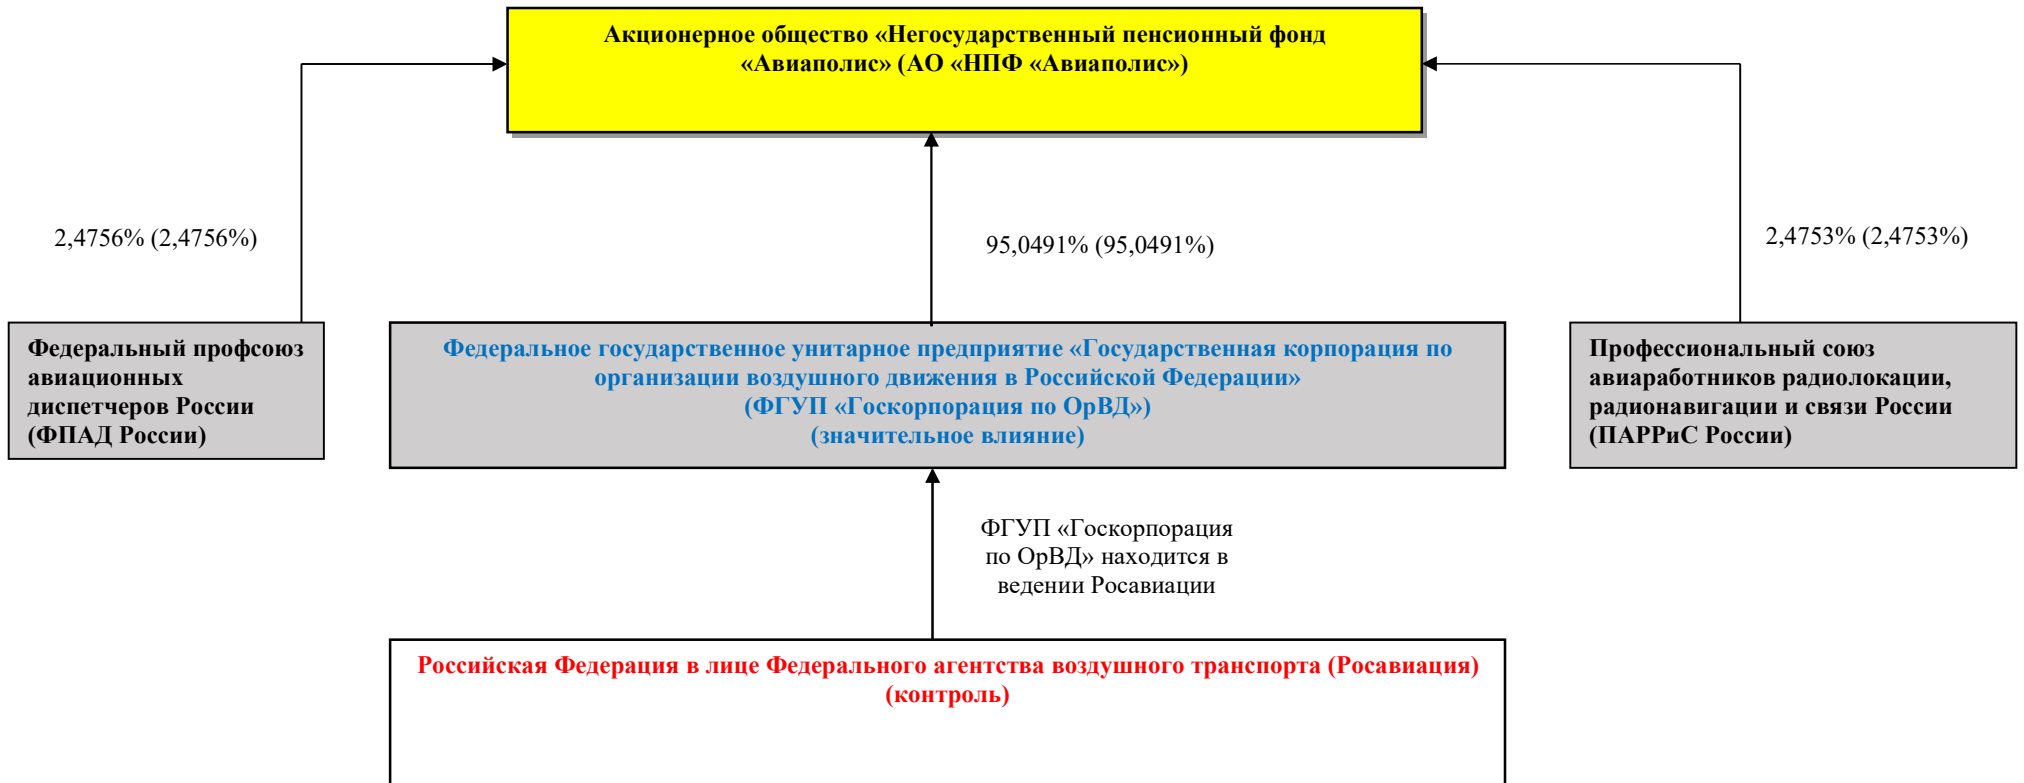 Акционерное общество «Негосударственный пенсионный фонд
«Авиаполис» (АО «НПФ «Авиаполис»)
2,4756% (2,4756%)
95,0491% (95,0491%)
2,4753% (2,4753%)
Федеральный профсоюз
авиационных
диспетчеров России
(ФПАД России)
Федеральное государственное унитарное предприятие «Государственная корпорация по
организации воздушного движения в Российской Федерации»
(ФГУП «Госкорпорация по ОрВД»)
(значительное влияние)
Профессиональный союз
авиаработников радиолокации,
радионавигации и связи России
(ПАРРиС России)
ФГУП «Госкорпорация
по ОрВД» находится в
ведении Росавиации
Российская Федерация в лице Федерального агентства воздушного транспорта (Росавиация)
(контроль)